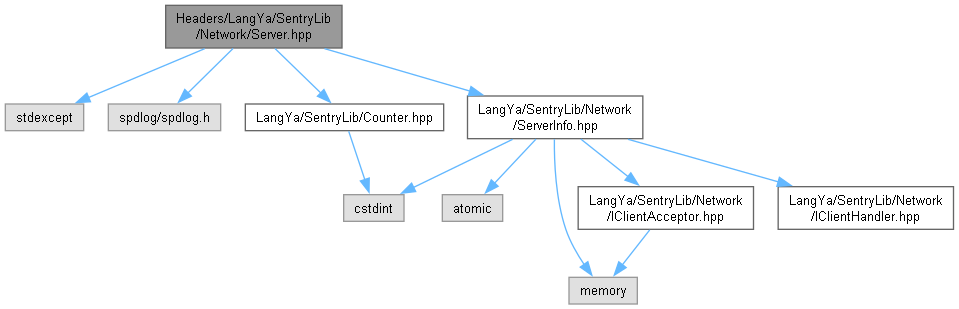 Headers/LangYa/SentryLib
/Network/Server.hpp
stdexcept
spdlog/spdlog.h
LangYa/SentryLib/Counter.hpp
LangYa/SentryLib/Network
/ServerInfo.hpp
cstdint
atomic
LangYa/SentryLib/Network
/IClientAcceptor.hpp
LangYa/SentryLib/Network
/IClientHandler.hpp
memory